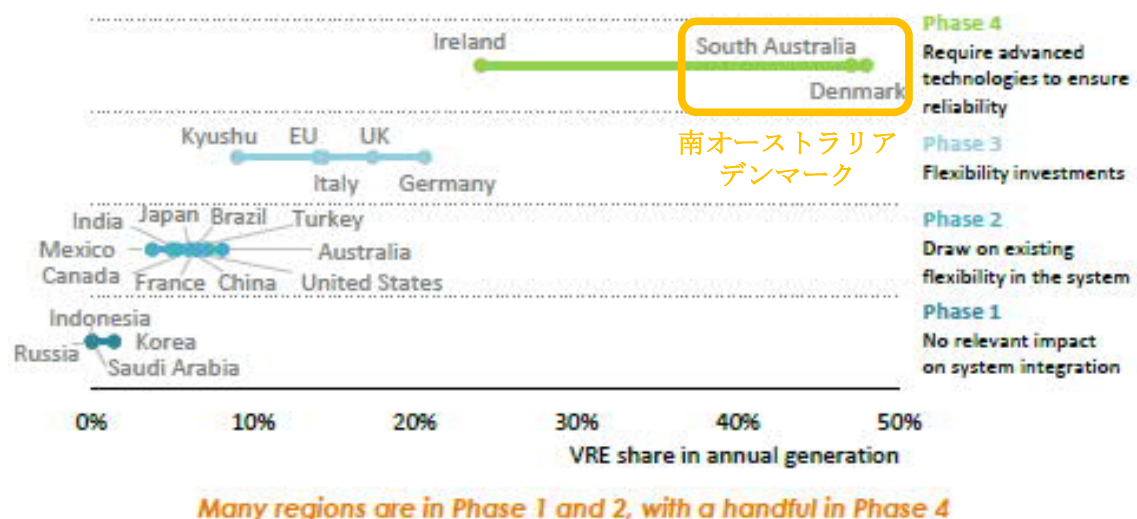 Phase 4
Ireland
South Australia
Require advanced
technologies to ensure
reliability
Denmark
南オーストラリア
デンマーク
Kyushu EU UK
Phase 3
Italy Germany
Flexibility investments
India Japan Brazil Turkey
Phase 2
Mexico Australia
Draw on existing
Canada France China United States
flexibility in the system
Indonesia
Phase 1
Russia Korea
No relevant impact
Saudi Arabia
on system integration
0% 10% 20% 30% 40% 50%
VRE share in annual generation
Many regions are in Phase 1 and 2, with a handful in Phase 4